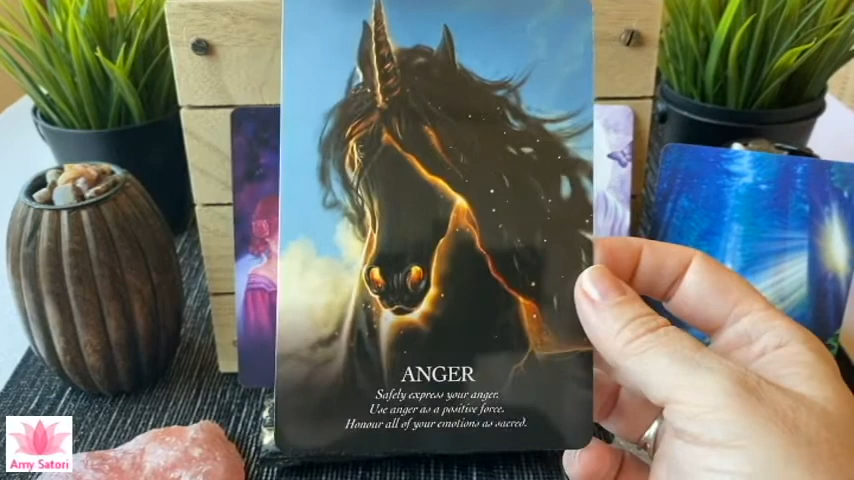 ANGER
Safely express your anger.
Use anger as a positive force.
Honour all of your emotions as sacred.
Amy Satori